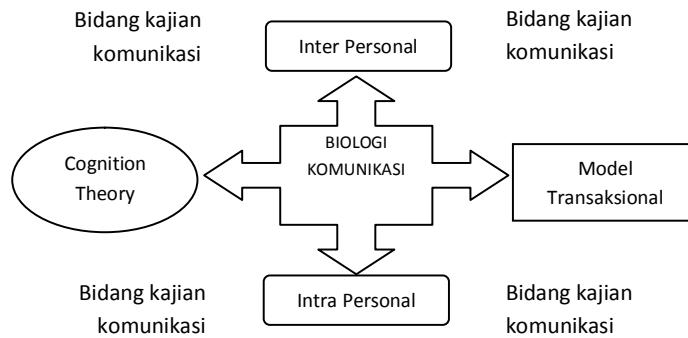 Bidang kajian
komunikasi
Inter Personal
Bidang kajian
komunikasi
Cognition
Theory
BIOLOGI
KOMUNIKASI
Model
Transaksional
Bidang kajian
komunikasi
Intra Personal
Bidang kajian
komunikasi